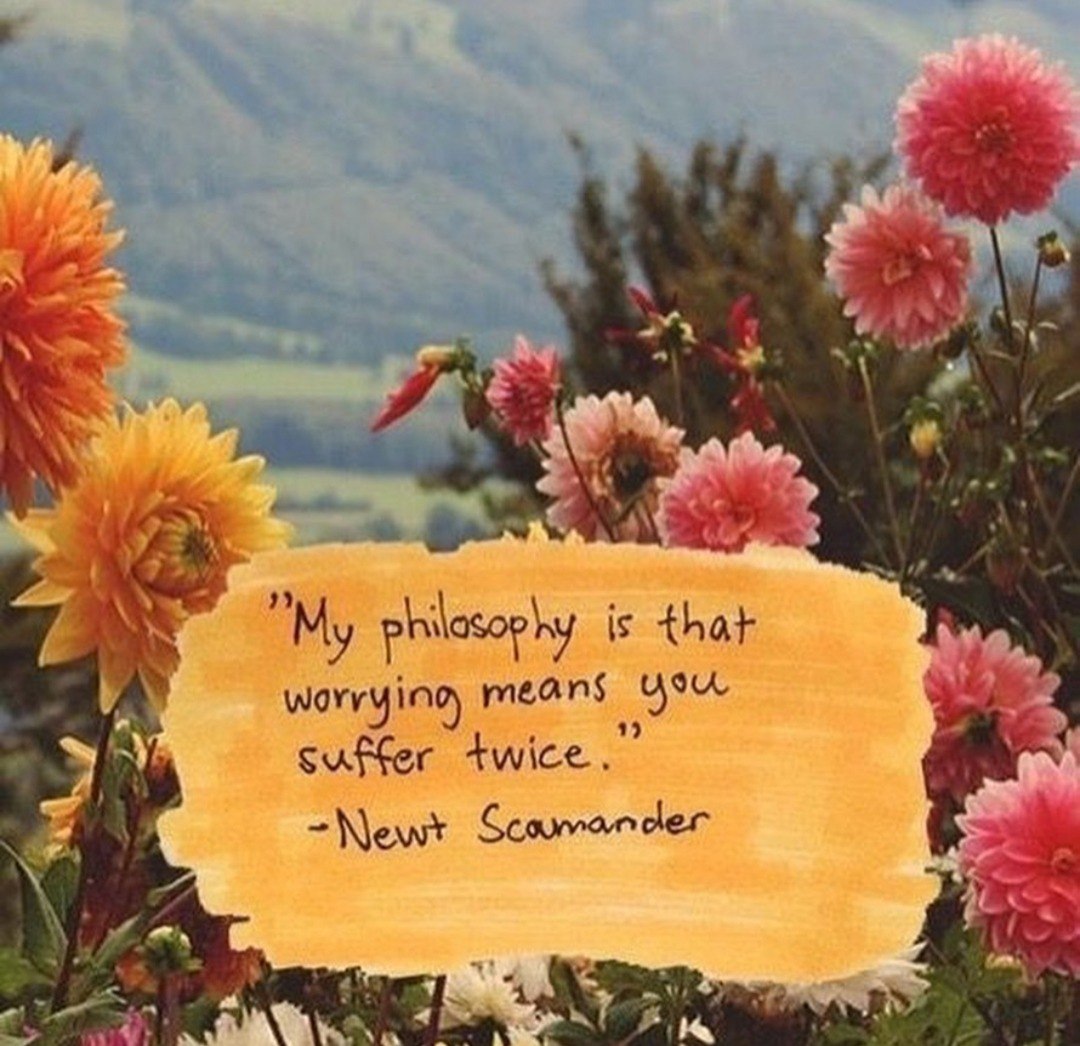 "My philosophy is that
worrying means you
suffer twice."
-Newt Scamander